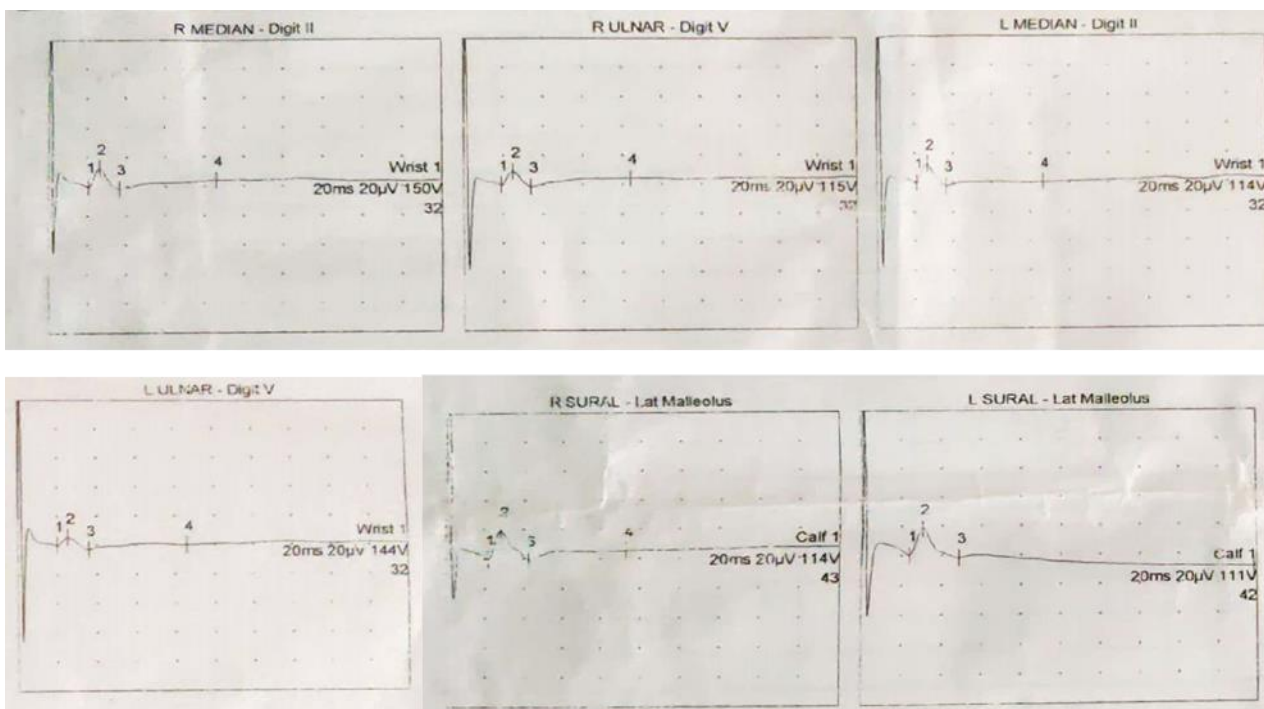 R MEDIAN - Digit II
1 2 3 4
Wrist 1
20ms 20µV 150V
32
R ULNAR - Digit V
1 2 3 4
Wrist 1
20ms 20µV 115V
32
L MEDIAN - Digit II
1 2 3 4
Wrist 1
20ms 20µV 114V
32
L ULNAR - Digit V
1 2 3 4
Wrist 1
20ms 20µV 144V
32
R SURAL - Lat Malleolus
1 2 4
Calf 1
20ms 20µV 114V
43
L SURAL - Lat Malleolus
1 2 3
Calf 1
20ms 20µV 111V
42